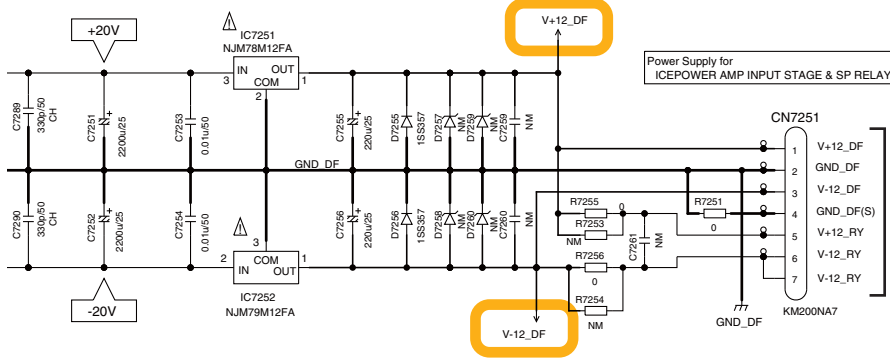 +20V
IC7251
NJM78M12FA
V+12_DF
Power Supply for
ICEPOWER AMP INPUT STAGE & SP RELAY
3 IN OUT 1
COM
2
C7289
330p/50
CH
C7251
2200u/25
+
C7253
0.01u/50
C7255
220u/25
+
D7255
1SS357
D7257
NM
D7259
NM
C7259
NM
GND_DF
C7290
330p/50
CH
C7252
2200u/25
+
C7254
0.01u/50
C7256
220u/25
+
D7256
1SS357
D7258
NM
D7260
NM
C7260
NM
3
COM
2 IN OUT 1
IC7252
NJM79M12FA
-20V
V-12_DF
R7255
0
R7253
NM
C7261
NM
R7256
0
R7254
NM
R7251
0
GND_DF
CN7251
1 V+12_DF
2 GND_DF
3 V-12_DF
4 GND_DF(S)
5 V+12_RY
6 V-12_RY
7 V-12_RY
KM200NA7